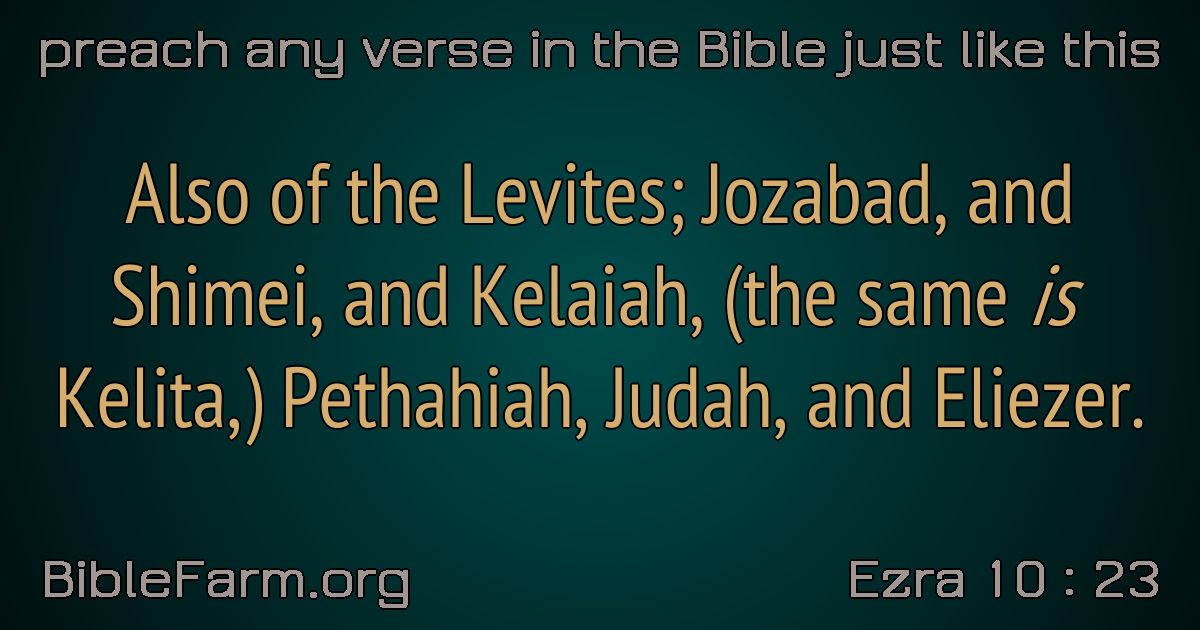 preach any verse in the Bible just like this
Also of the Levites; Jozabad, and
Shimei, and Kelaiah, (the same is
Kelita,) Pethahiah, Judah, and Eliezer.
BibleFarm.org
Ezra 10 : 23